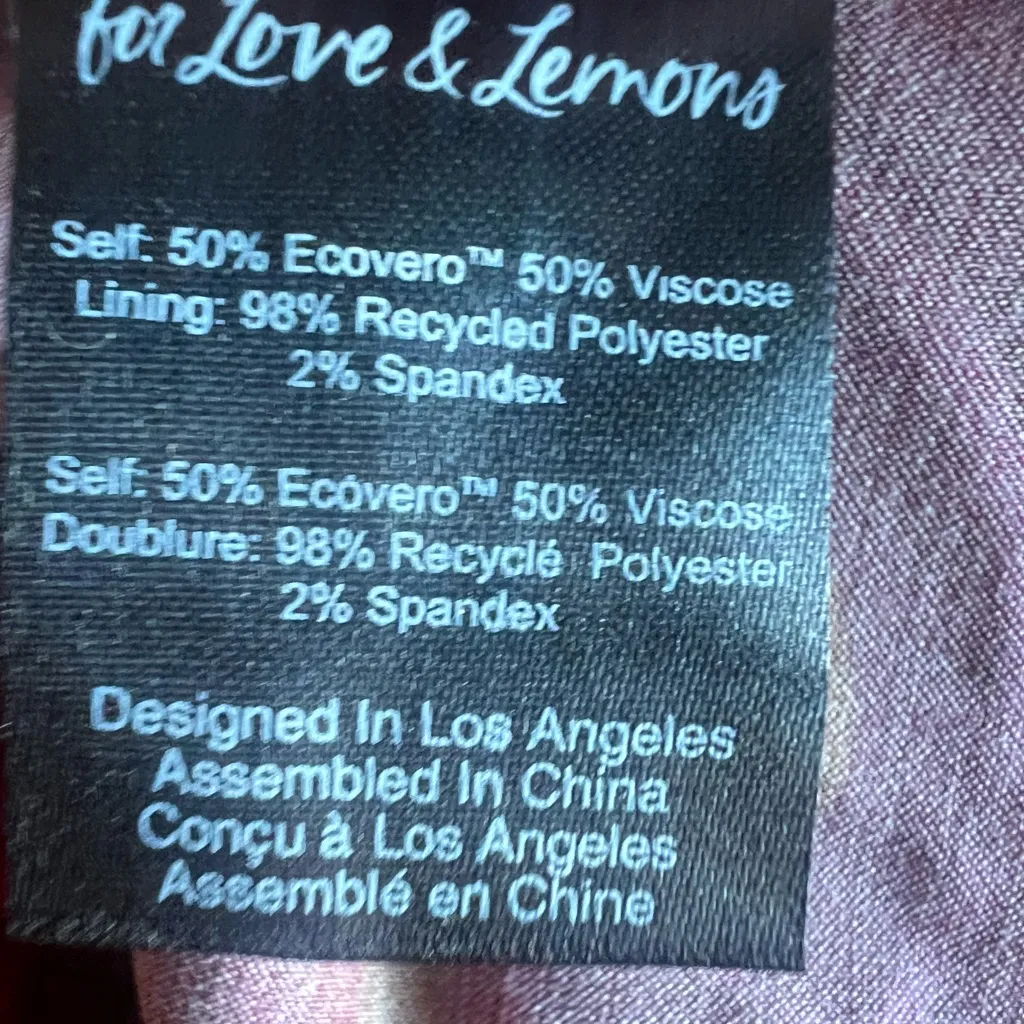 for Love & Lemons
Self: 50% Ecovero™ 50% Viscose
Lining: 98% Recycled Polyester
2% Spandex
Self: 50% Ecóvero™ 50% Viscose
Doublure: 98% Recyclé Polyester
2% Spandex
Designed In Los Angeles
Assembled In China
Conçu à Los Angeles
Assemblé en Chine